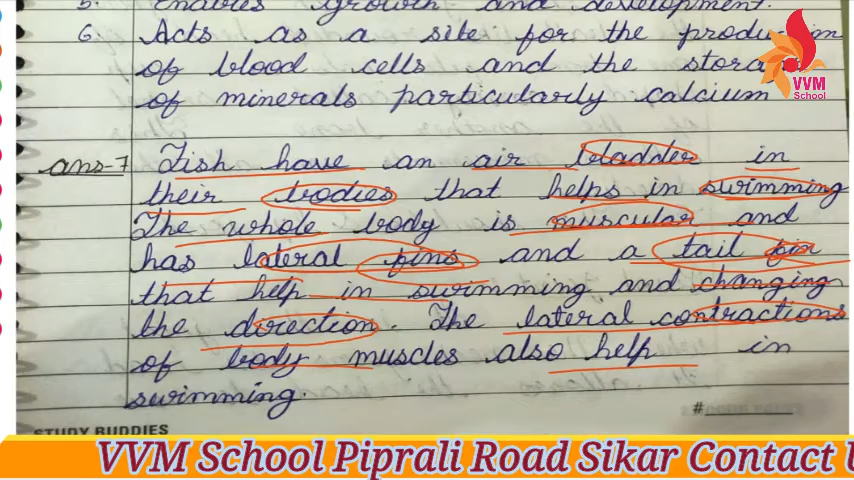 5. Enables growth and development.
6. Acts as a site for the production
of blood cells and the storage
of minerals particularly calcium
VVM
School
ans-7 Fish have an air bladder in
their bodies that helps in swimming
The whole body is muscular and
has lateral fins and a tail fin
that help in swimming and changing
the direction. The lateral contractions
of body muscles also help in
swimming.
STUDY BUDDIES
VVM School Piprali Road Sikar Contact U